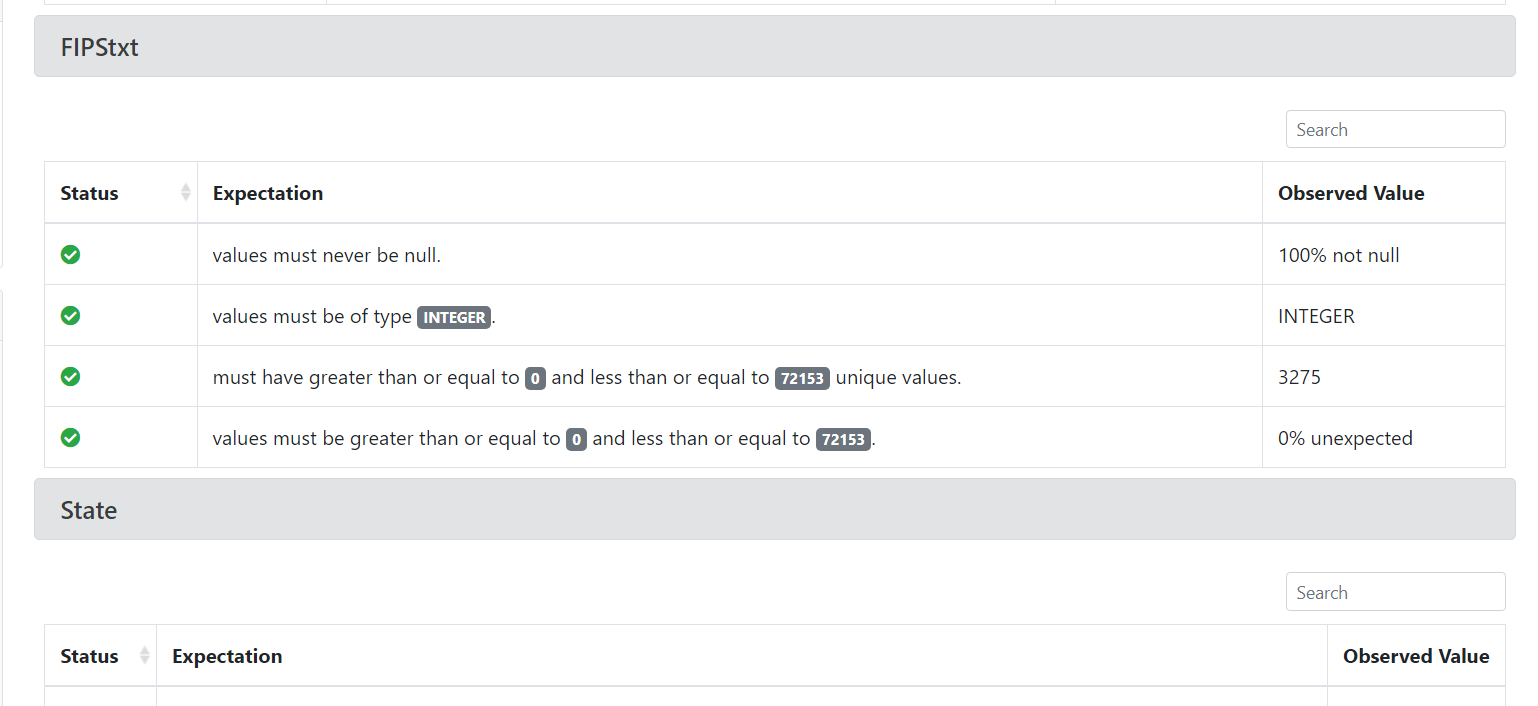 FIPStxt
Search
Status Expectation Observed Value
values must never be null. 100% not null
values must be of type INTEGER. INTEGER
must have greater than or equal to 0 and less than or equal to 72153 unique values. 3275
values must be greater than or equal to 0 and less than or equal to 72153. 0% unexpected
State
Search
Status Expectation Observed Value